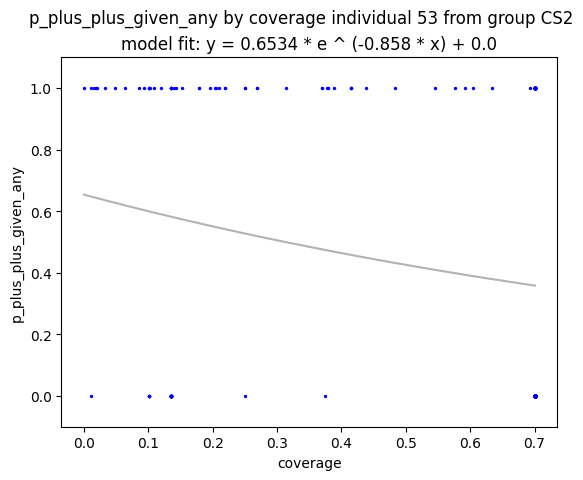 p_plus_plus_given_any by coverage individual 53 from group CS2
model fit: y = 0.6534 * e ^ (-0.858 * x) + 0.0
1.0
0.8
0.6
0.4
0.2
0.0
p_plus_plus_given_any
0.0 0.1 0.2 0.3 0.4 0.5 0.6 0.7
coverage